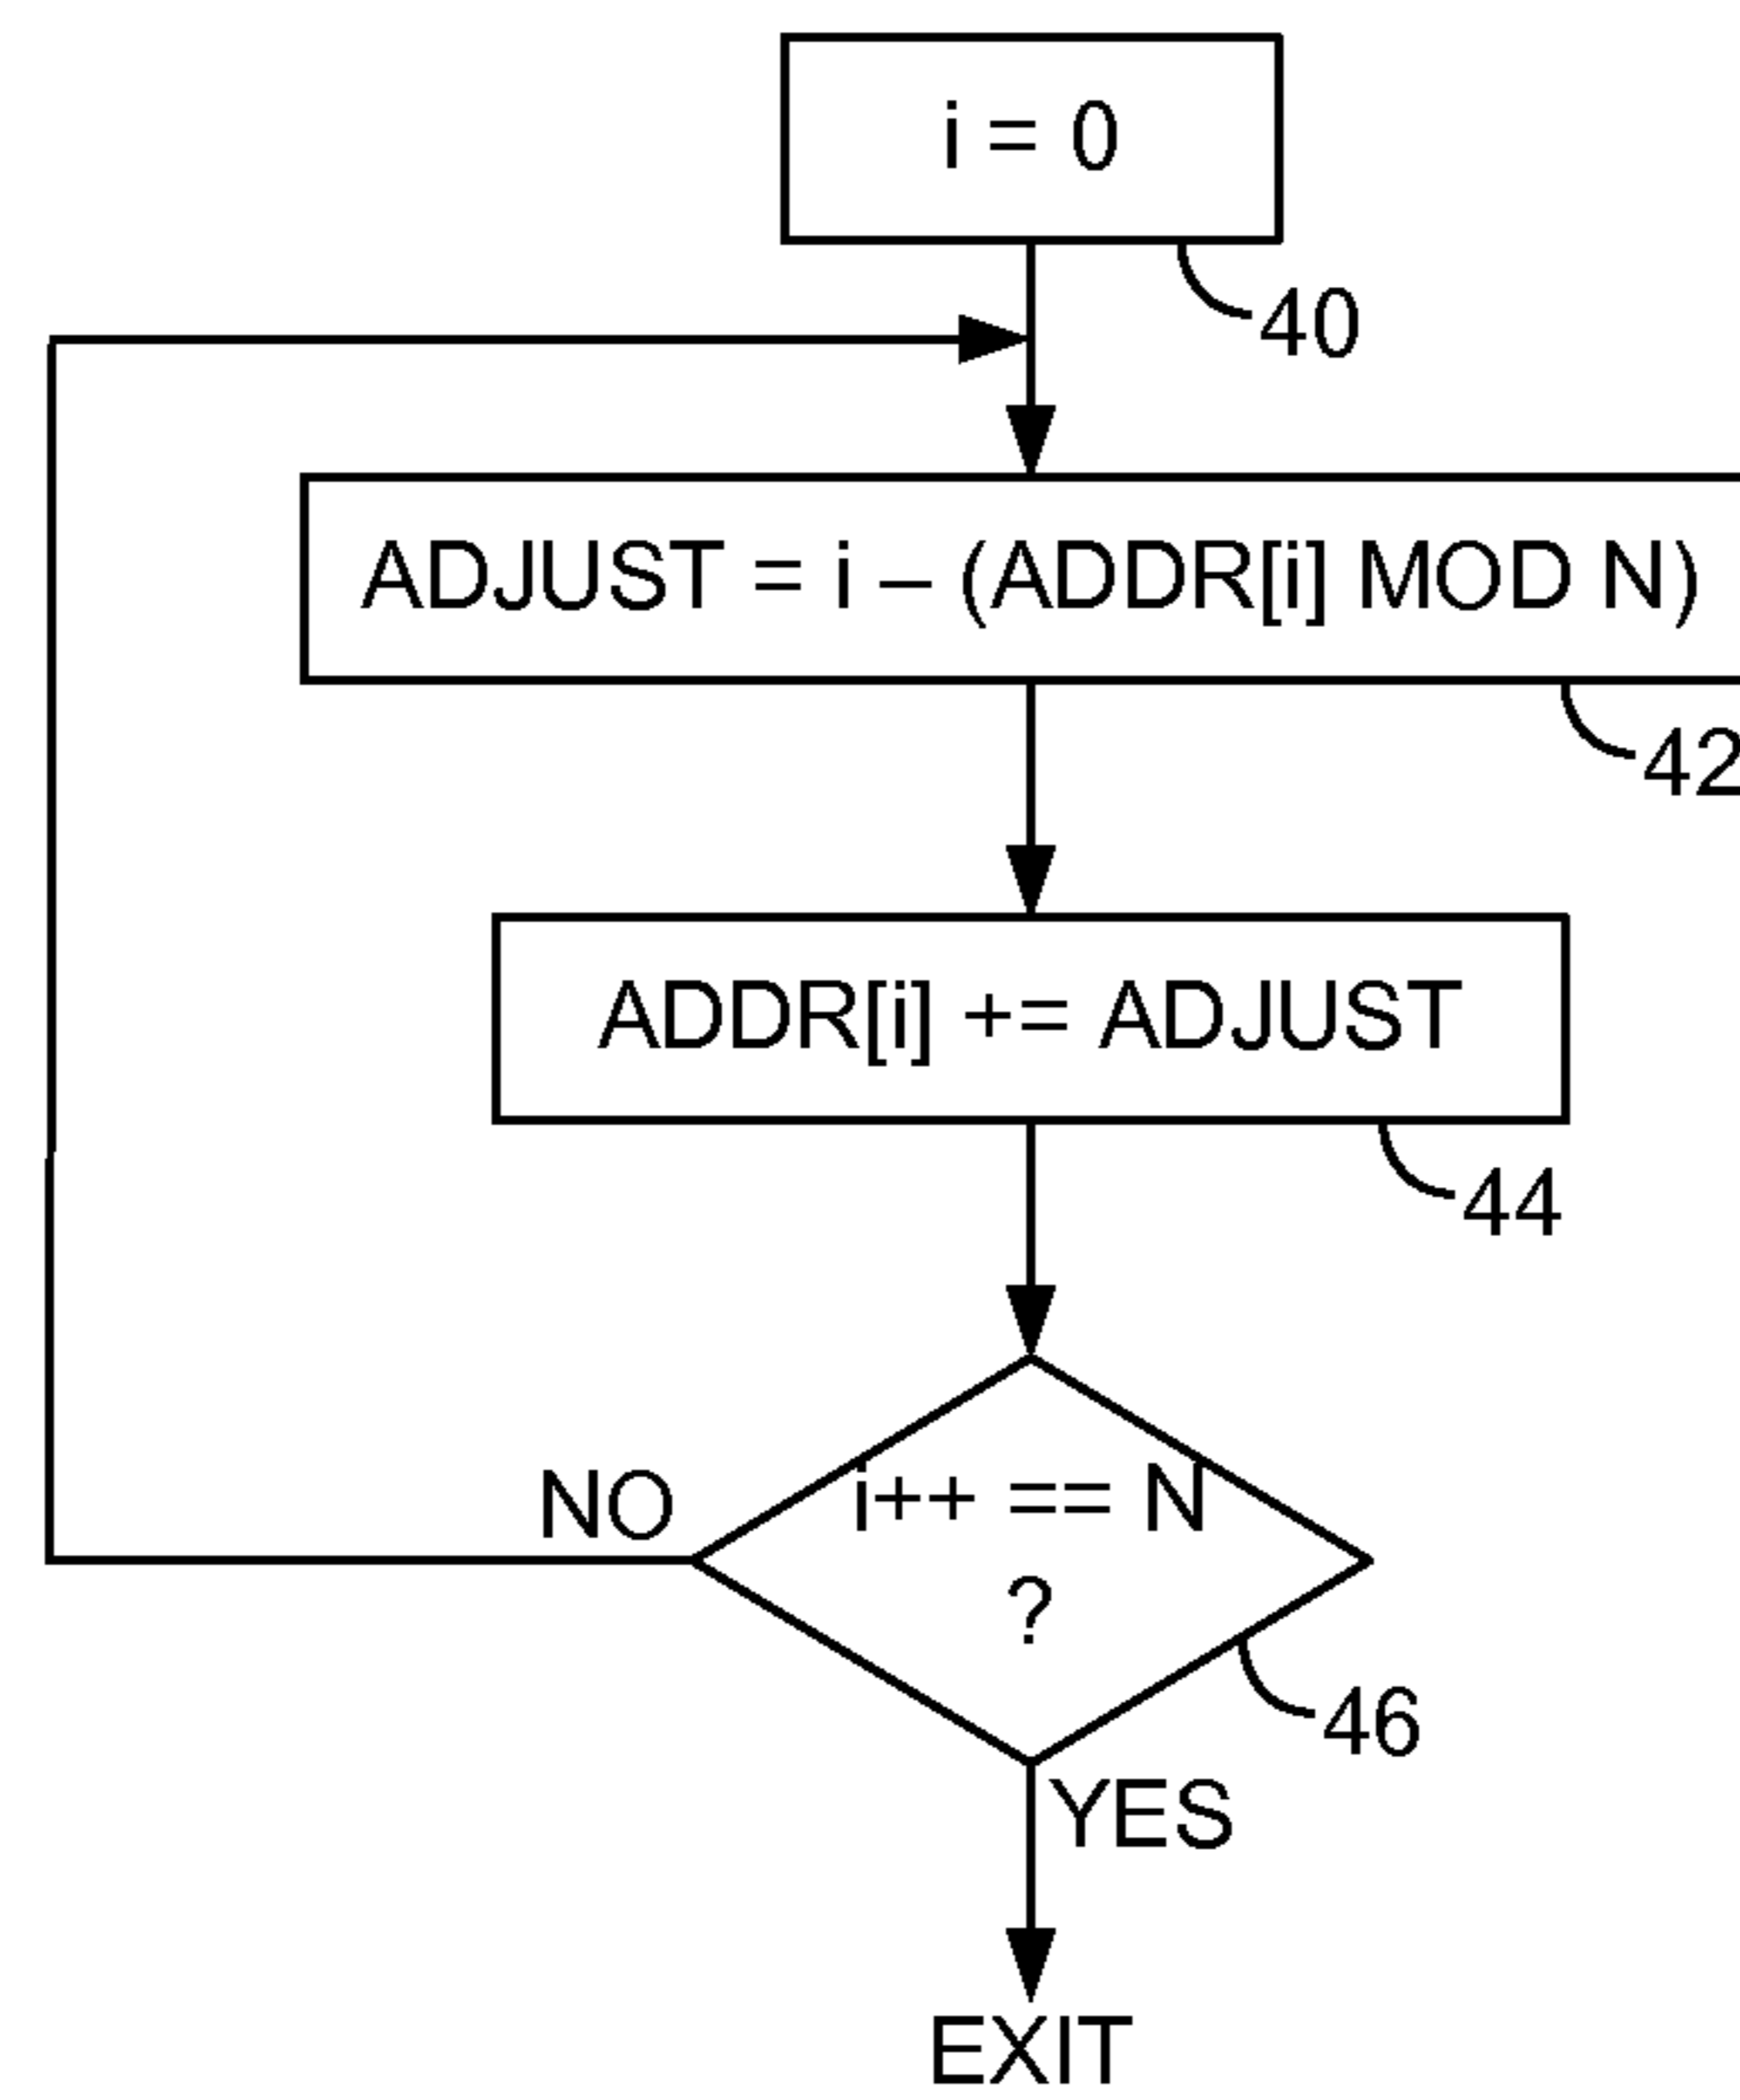 i = 0
40
ADJUST = i – (ADDR[i] MOD N)
42
ADDR[i] += ADJUST
44
NO
i++ == N
?
46
YES
EXIT